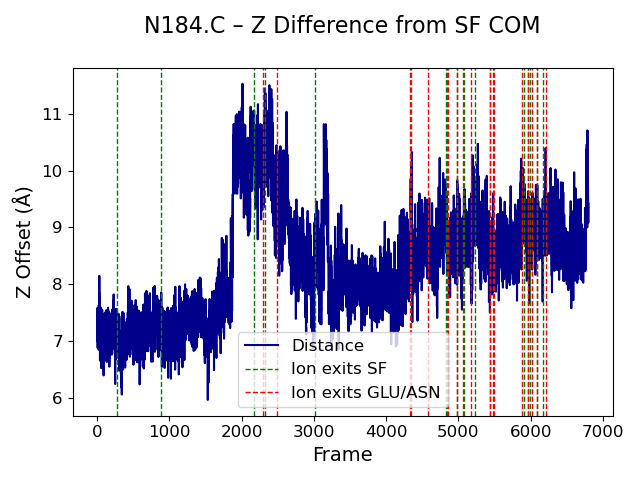 N184.C – Z Difference from SF COM
11
10
9
8
7
6
Z Offset (Å)
Distance
Ion exits SF
Ion exits GLU/ASN
0 1000 2000 3000 4000 5000 6000 7000
Frame